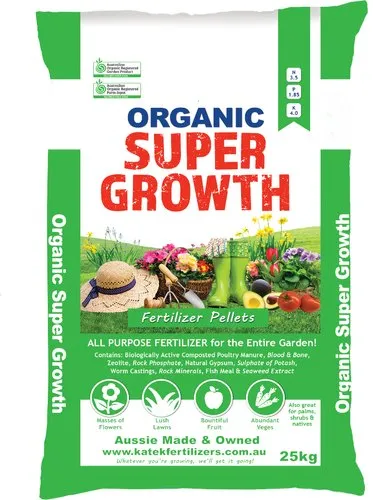 Australian
Organic Registered
Garden Product
Australian
Organic Registered
Farm Input
N
3.5
P
1.85
K
4.0
ORGANIC
SUPER
GROWTH
Fertilizer Pellets
ALL PURPOSE FERTILIZER for the Entire Garden!
Contains: Biologically Active Composted Poultry Manure, Blood & Bone,
Zeolite, Rock Phosphate, Natural Gypsum, Sulphate of Potash,
Worm Castings, Rock Minerals, Fish Meal & Seaweed Extract
Masses of
Flowers
Lush
Lawns
Bountiful
Fruit
Abundant
Veges
Also great
for palms,
shrubs &
natives
Aussie Made & Owned
www.katekfertilizers.com.au
Whatever you're growing, we'll get it going!
25kg
Organic Super Growth
Organic Super Growth